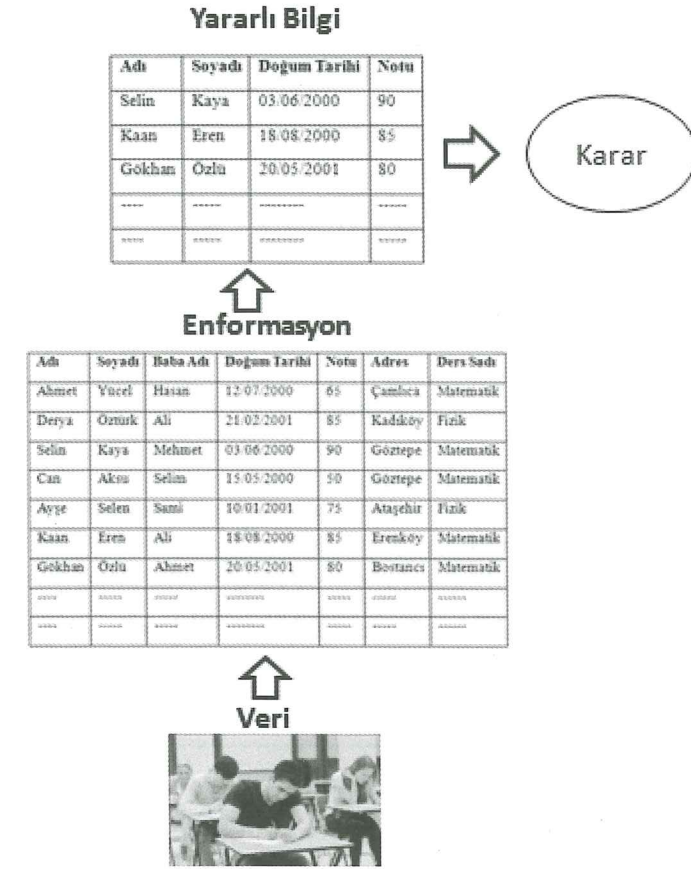 Yararlı Bilgi
Adı Soyadı Doğum Tarihi Notu
Selin Kaya 03/06/2000 90
Kaan Eren 18/08/2000 85
Gökhan Özlü 20/05/2001 80
---- ----- -------- -----
---- ----- -------- -----
Karar
Enformasyon
Adı Soyadı Baba Adı Doğum Tarihi Notu Adres Ders Sadı
Ahmet Yücel Hasan 12/07/2000 65 Çamlıca Matematik
Derya Öztürk Ali 21/02/2001 85 Kadıköy Fizik
Selin Kaya Mehmet 03/06/2000 90 Göztepe Matematik
Can Aksu Selim 15/05/2000 50 Göztepe Matematik
Ayşe Selen Sami 10/01/2001 75 Ataşehir Fizik
Kaan Eren Ali 18/08/2000 85 Erenköy Matematik
Gökhan Özlü Ahmet 20/05/2001 80 Bostancı Matematik
---- ----- ----- -------- ----- ----- ------
---- ----- ----- -------- ----- ----- ------
Veri